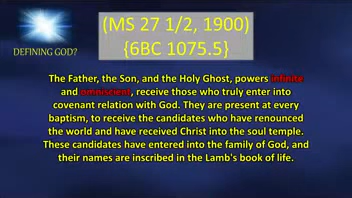 (MS 27 1/2, 1900)
{6BC 1075.5}
DEFINING GOD?
The Father, the Son, and the Holy Ghost, powers infinite
and omniscient, receive those who truly enter into
covenant relation with God. They are present at every
baptism, to receive the candidates who have renounced
the world and have received Christ into the soul temple.
These candidates have entered into the family of God, and
their names are inscribed in the Lamb's book of life.